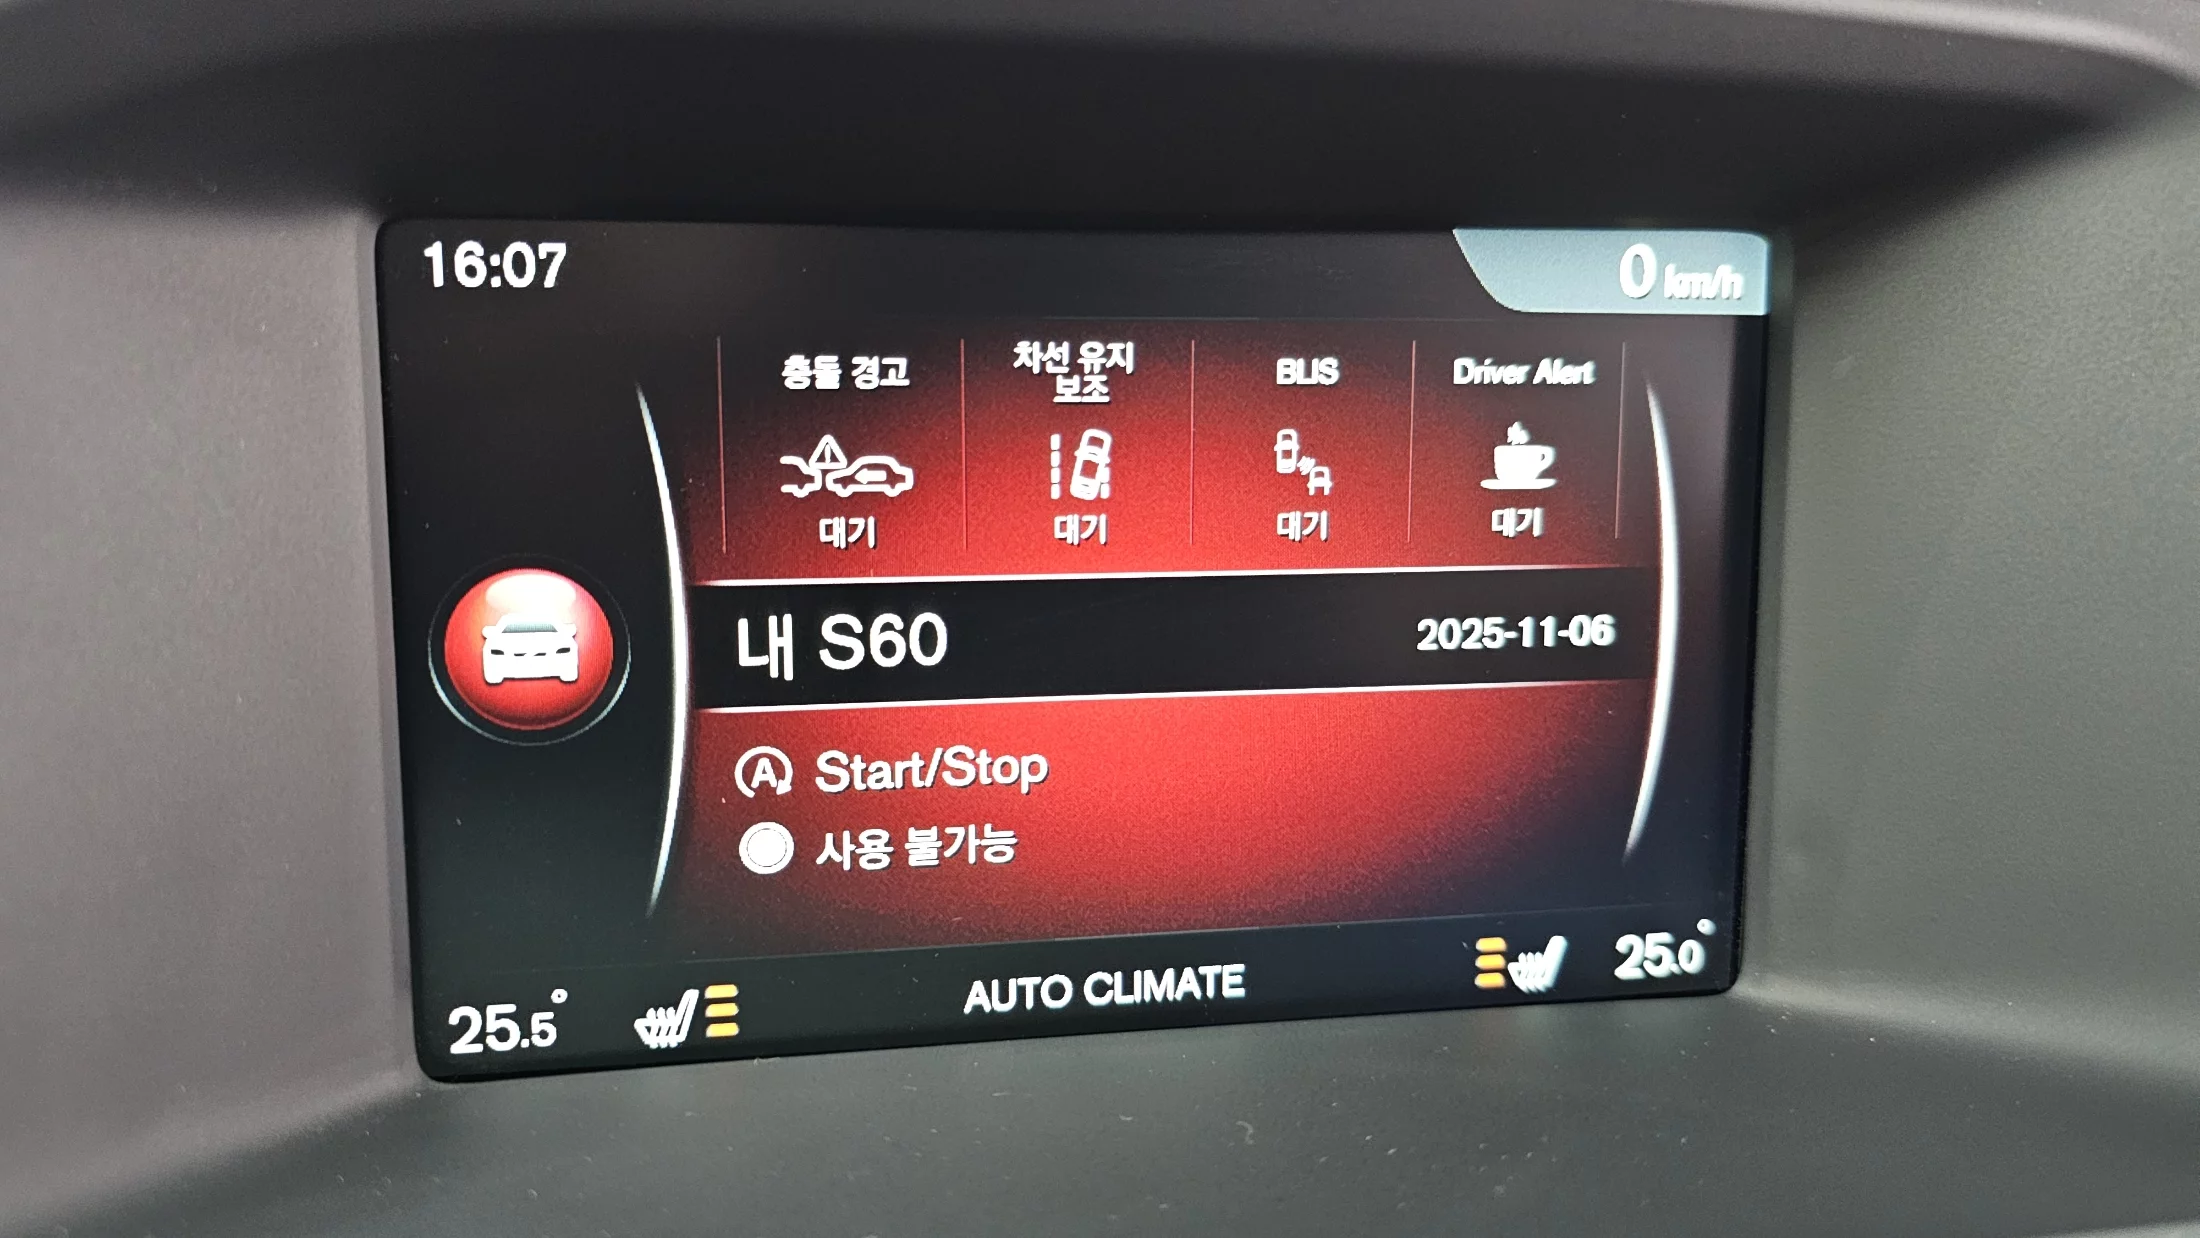 16:07
0 km/h
충돌 경고
차선 유지
보조
BLIS
Driver Alert
대기
대기
대기
대기
내 S60
2025-11-06
A Start/Stop
사용 불가능
25.5°
AUTO CLIMATE
25.0°